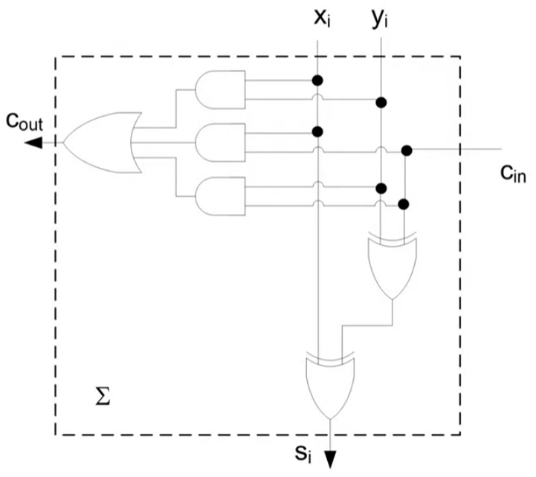 xᵢ yᵢ
cout
cin
Σ
sᵢ